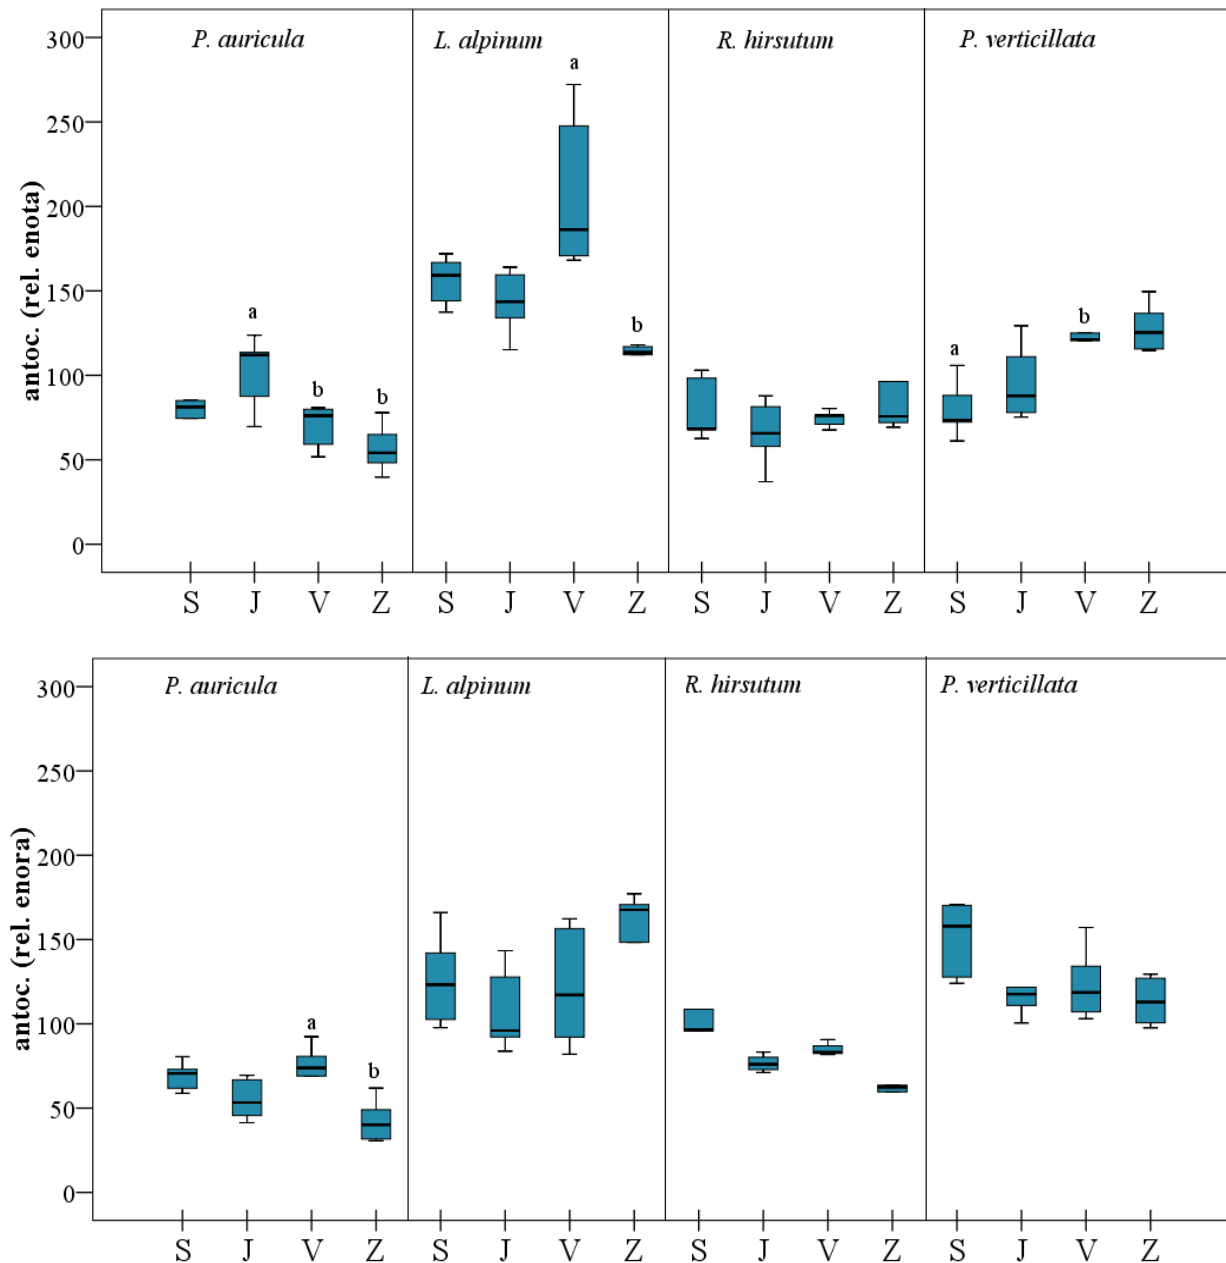 P. auricula
L. alpinum
R. hirsutum
P. verticillata
antoc. (rel. enota)
300
250
200
150
100
50
0
a
b
b
a
b
a
b
S J V Z S J V Z S J V Z S J V Z
P. auricula
L. alpinum
R. hirsutum
P. verticillata
antoc. (rel. enora)
300
250
200
150
100
50
0
a
b
S J V Z S J V Z S J V Z S J V Z